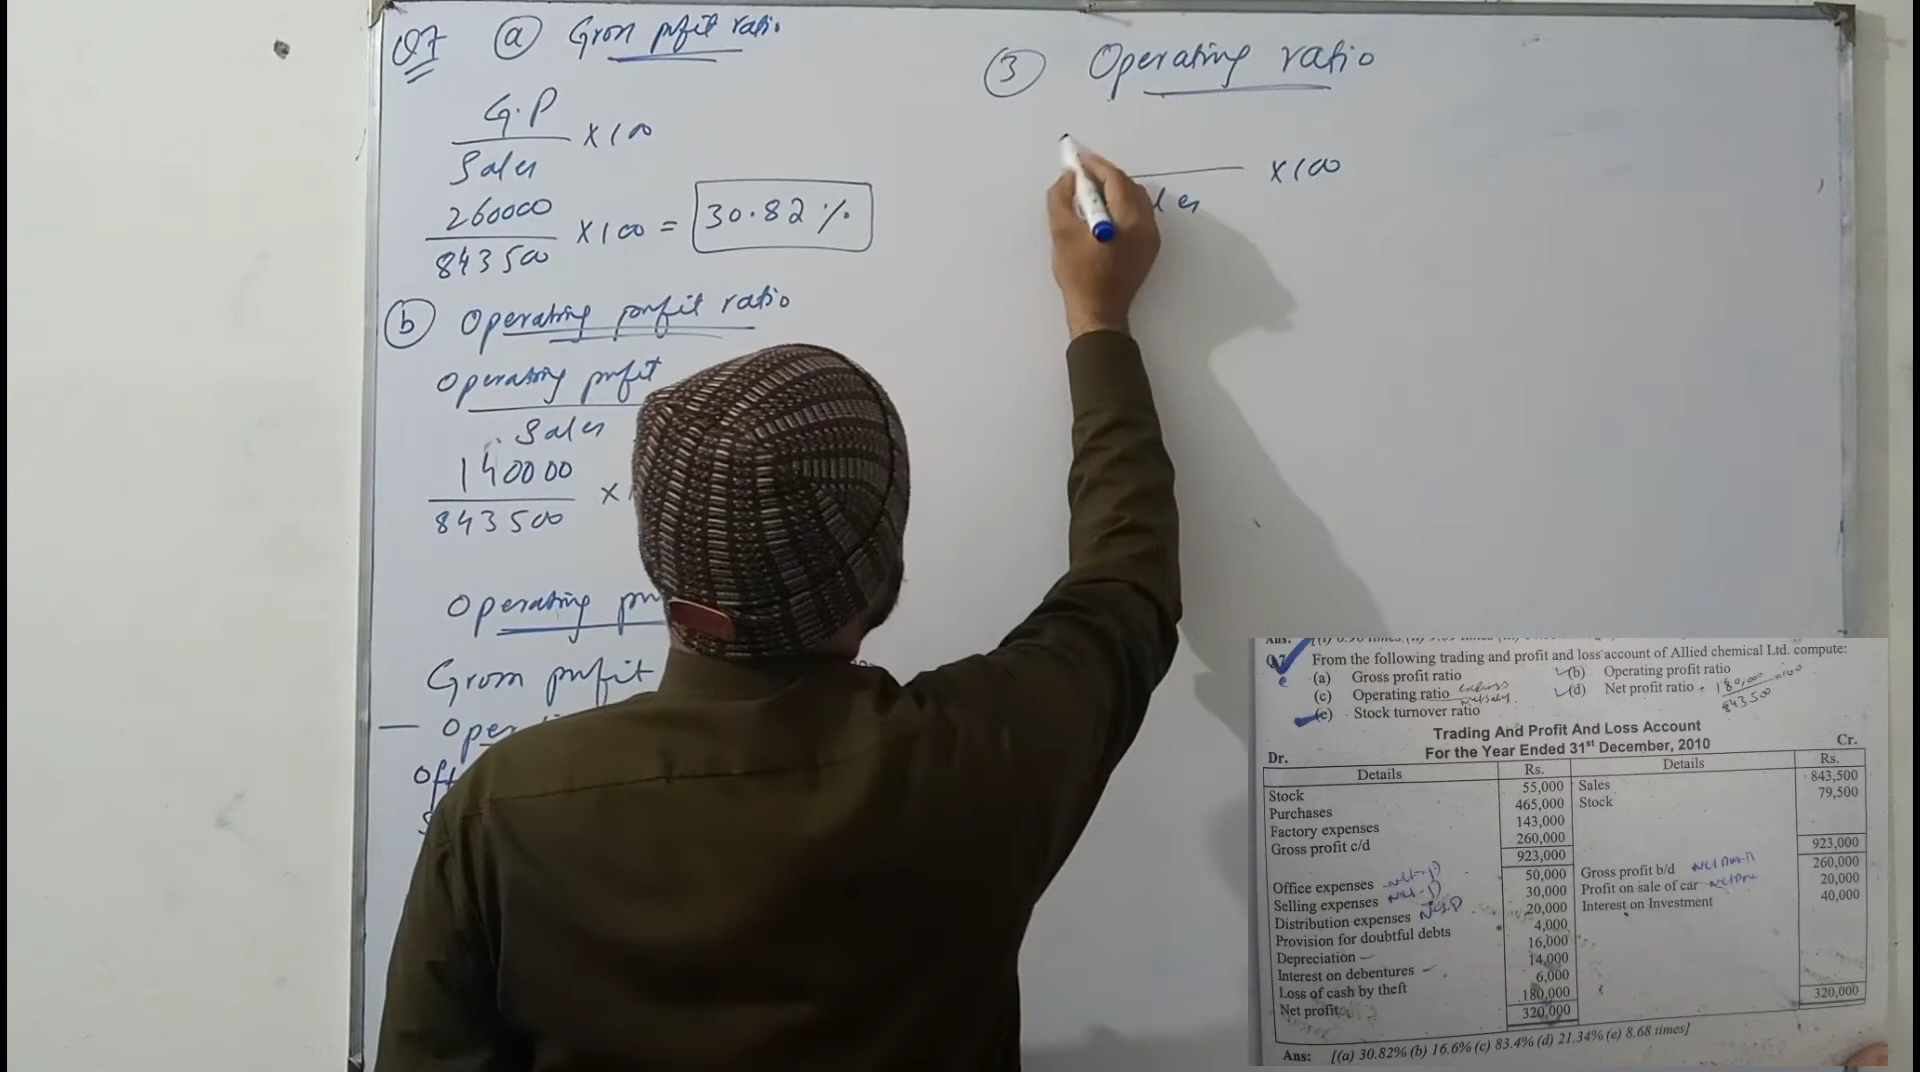 Q7 (a) Gross profit ratio
G.P
Sales
×100
260000
843500
×100 = 30.82 %
(b) Operating profit ratio
Operating profit
Sales
140000
843500
×
Operating
Gross profit
— Ope
Off
(3) Operating ratio
×100
Q7 From the following trading and profit and loss account of Allied chemical Ltd. compute:
(a) Gross profit ratio (b) Operating profit ratio
(c) Operating ratio (d) Net profit ratio
180,000
843500
×100
(e) Stock turnover ratio
Trading And Profit And Loss Account
For the Year Ended 31st December, 2010
Dr. Cr.
Details Rs. Details Rs.
Stock 55,000 Sales 843,500
Purchases 465,000 Stock 79,500
Factory expenses 143,000
Gross profit c/d 260,000
923,000 923,000
Office expenses 50,000 Gross profit b/d 260,000
Selling expenses 30,000 Profit on sale of car 20,000
Distribution expenses 20,000 Interest on Investment 40,000
Provision for doubtful debts 4,000
Depreciation 16,000
Interest on debentures 14,000
Loss of cash by theft 6,000
Net profit 180,000
320,000 320,000
Ans: [(a) 30.82% (b) 16.6% (c) 83.4% (d) 21.34% (e) 8.68 times]